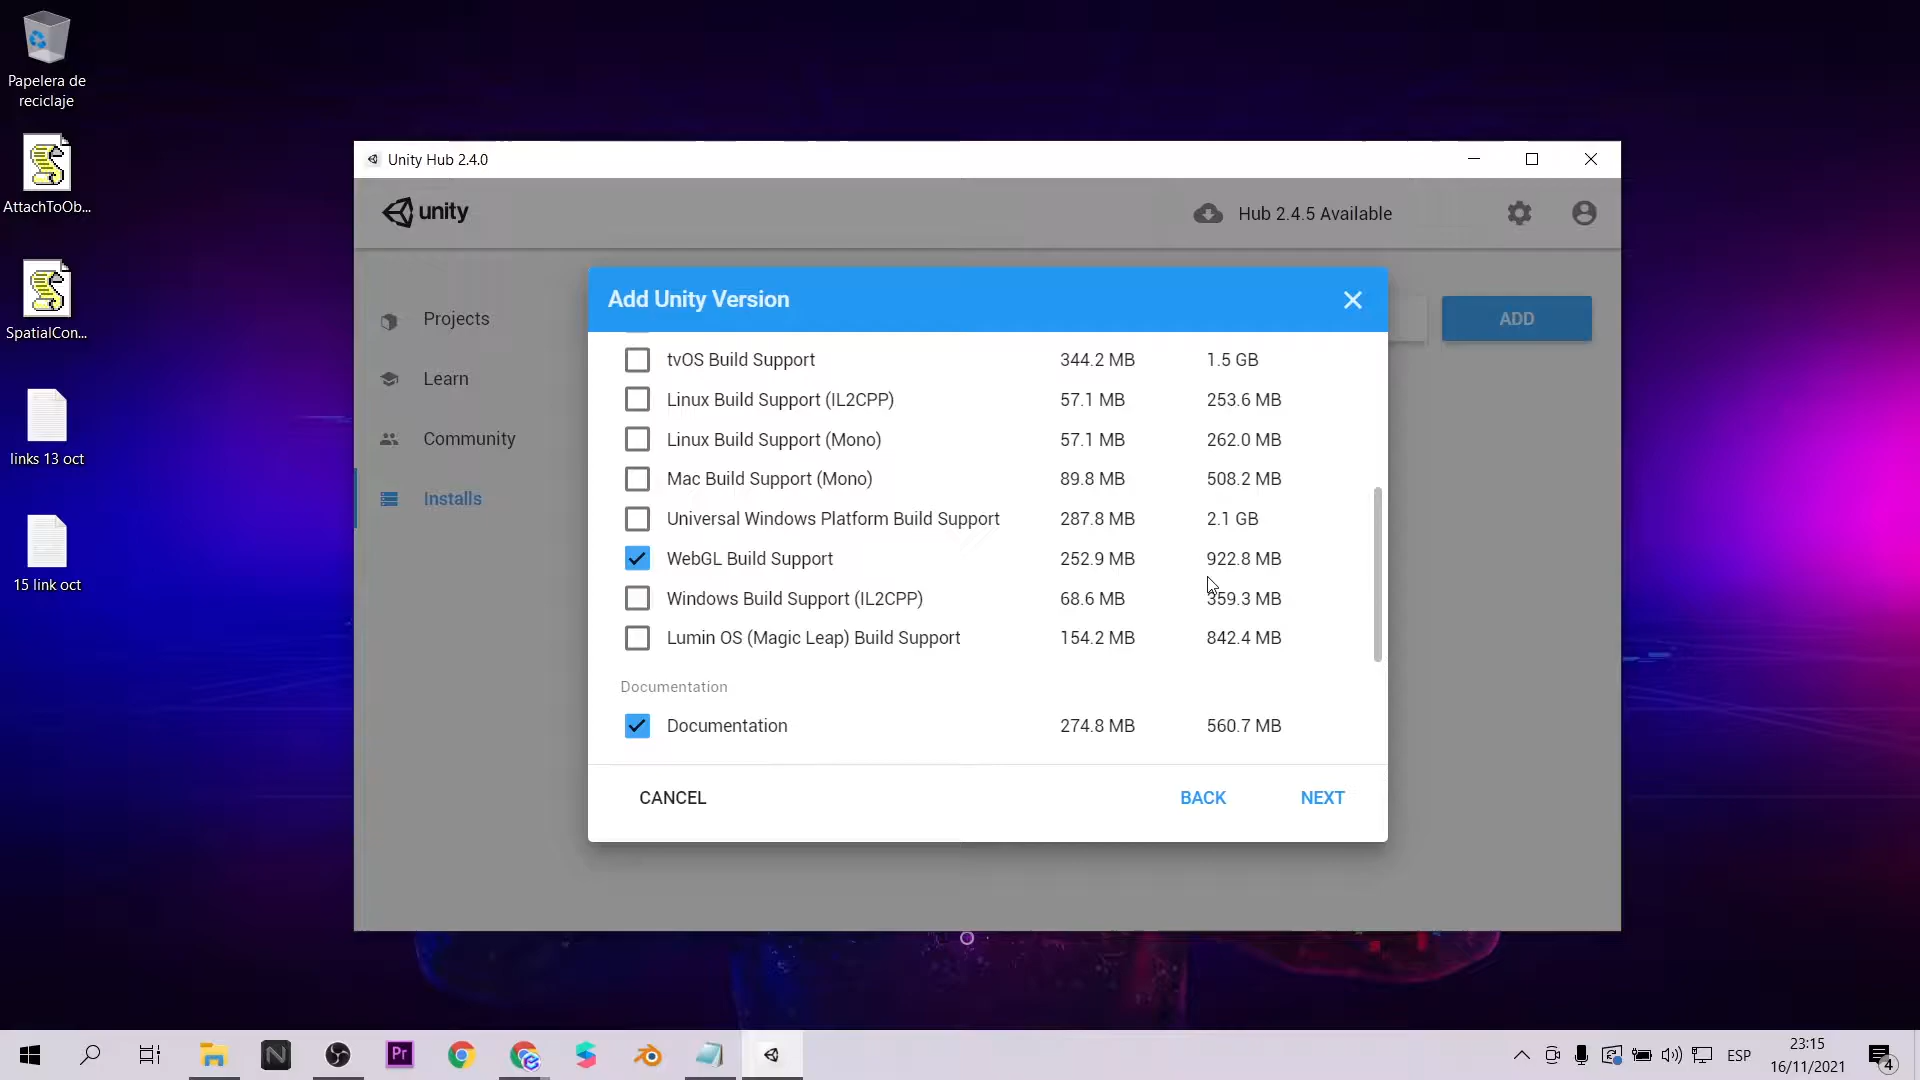 Papelera de
reciclaje
AttachToOb...
SpatialCon...
links 13 oct
15 link oct
Unity Hub 2.4.0
unity
Hub 2.4.5 Available
Projects
Learn
Community
Installs
ADD
Add Unity Version
tvOS Build Support 344.2 MB 1.5 GB
Linux Build Support (IL2CPP) 57.1 MB 253.6 MB
Linux Build Support (Mono) 57.1 MB 262.0 MB
Mac Build Support (Mono) 89.8 MB 508.2 MB
Universal Windows Platform Build Support 287.8 MB 2.1 GB
WebGL Build Support 252.9 MB 922.8 MB
Windows Build Support (IL2CPP) 68.6 MB 359.3 MB
Lumin OS (Magic Leap) Build Support 154.2 MB 842.4 MB
Documentation
Documentation 274.8 MB 560.7 MB
CANCEL BACK NEXT
N
Pr
ESP
23:15
16/11/2021
4